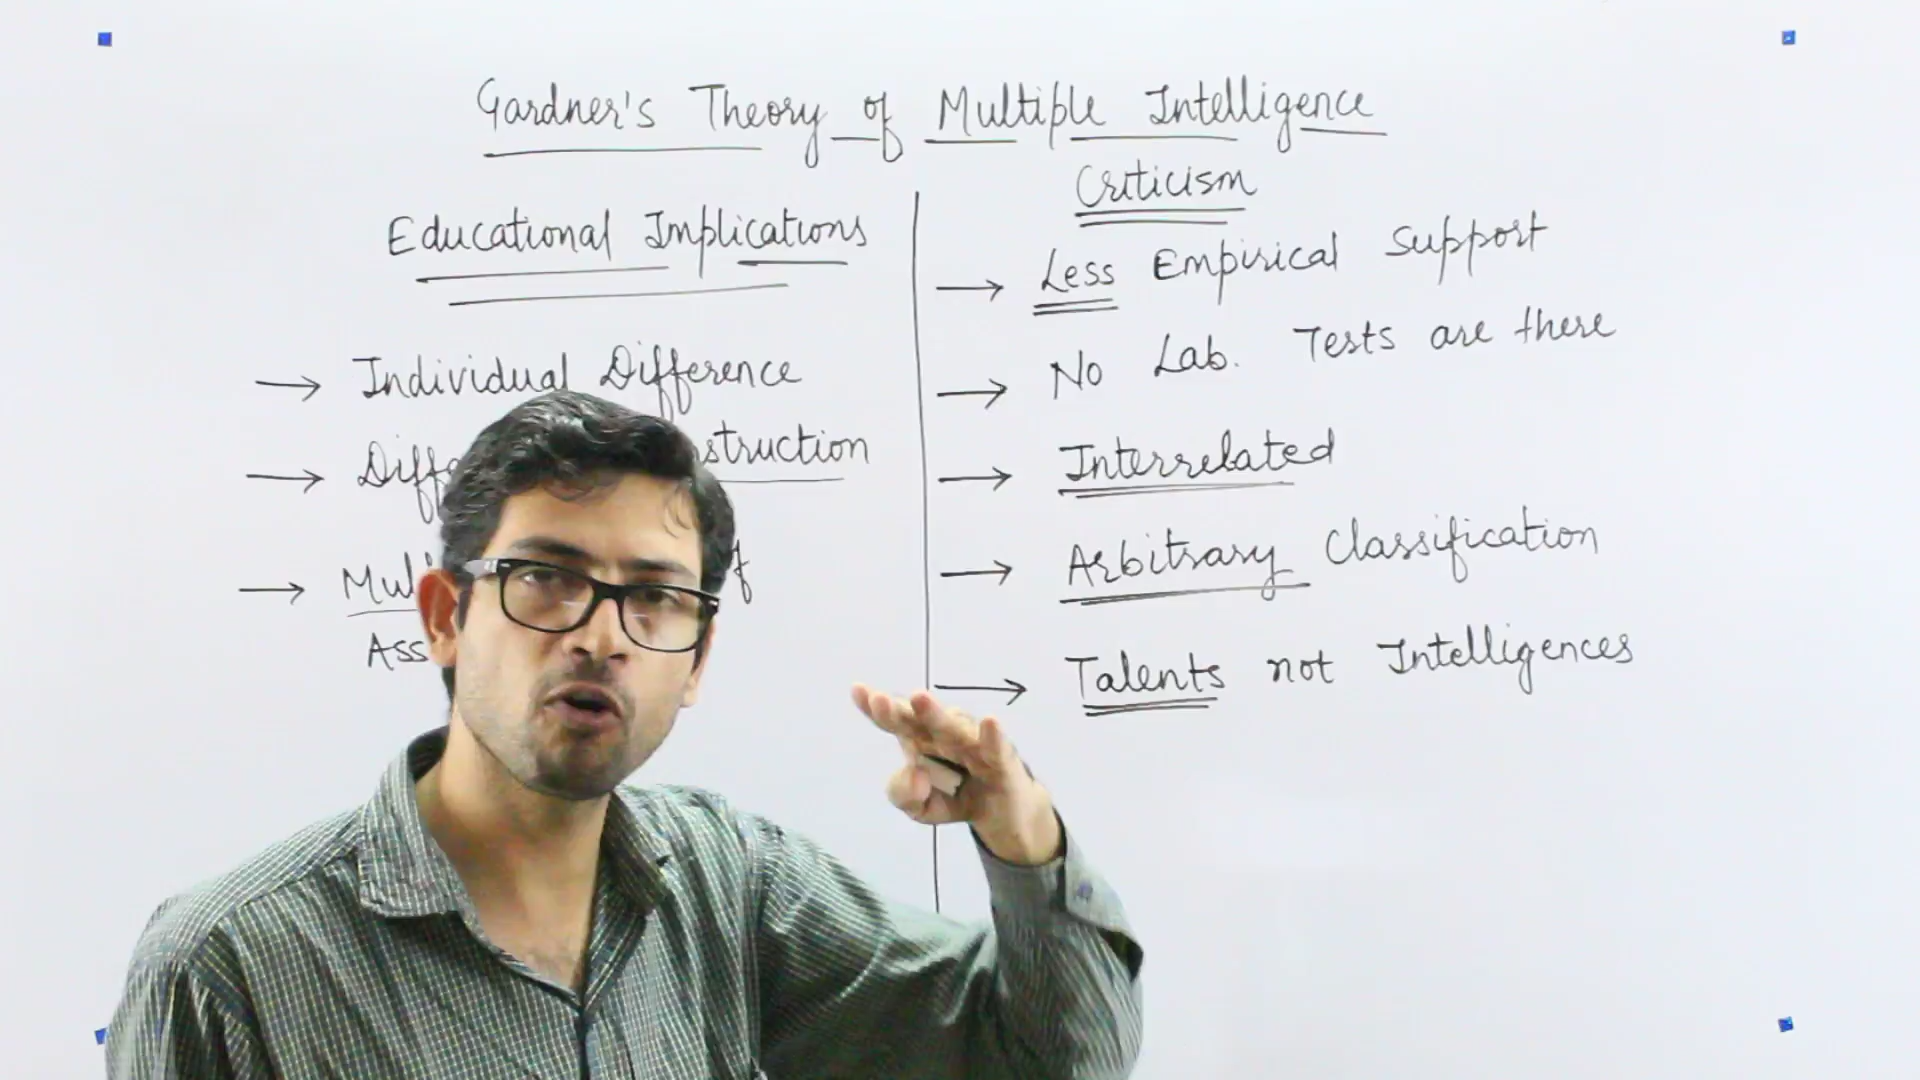 Gardner's Theory of Multiple Intelligence
Educational Implications
→ Individual Difference
→ struction
→ f
Criticism
→ Less Empirical Support
→ No Lab. Tests are there
→ Interrelated
→ Arbitrary Classification
→ Talents not Intelligences